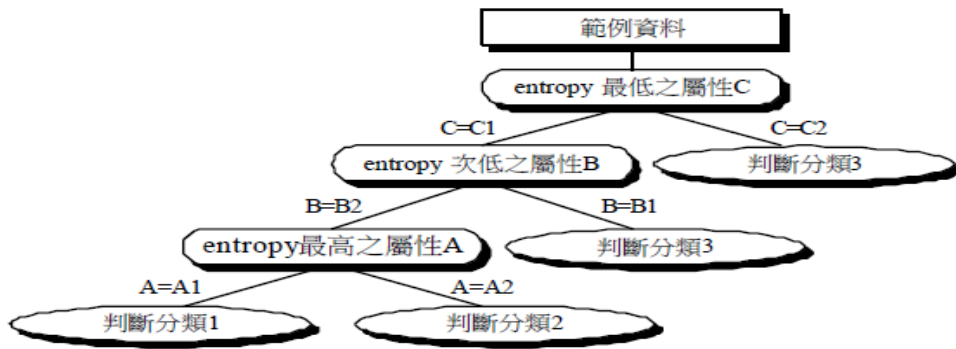 範例資料
entropy 最低之屬性C
C=C1
C=C2
entropy 次低之屬性B
判斷分類3
B=B2
B=B1
entropy最高之屬性A
判斷分類3
A=A1
A=A2
判斷分類1
判斷分類2